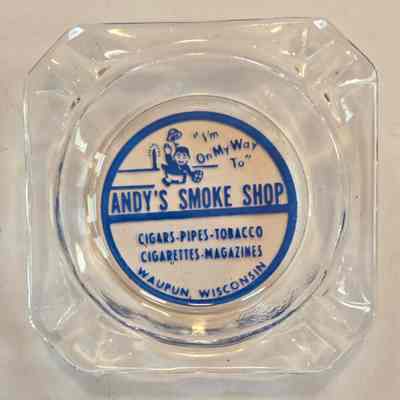 "I'm
On My Way
To"
ANDY'S SMOKE SHOP
CIGARS-PIPES-TOBACCO
CIGARETTES-MAGAZINES
WAUPUN, WISCONSIN